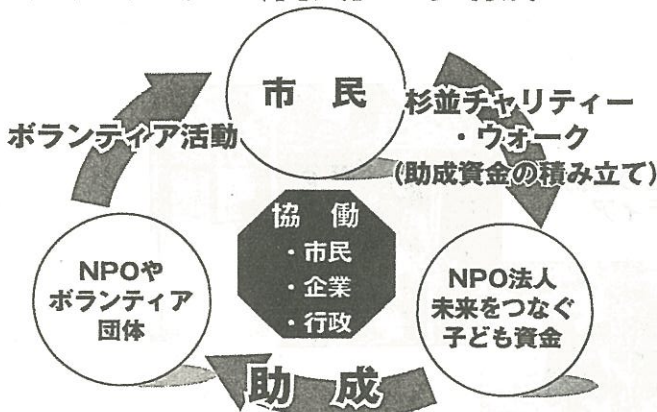 市 民
ボランティア活動
杉並チャリティー
・ウォーク
(助成資金の積み立て)
協 働
・市民
・企業
・行政
NPOや
ボランティア
団体
NPO法人
未来をつなぐ
子ども資金
助 成